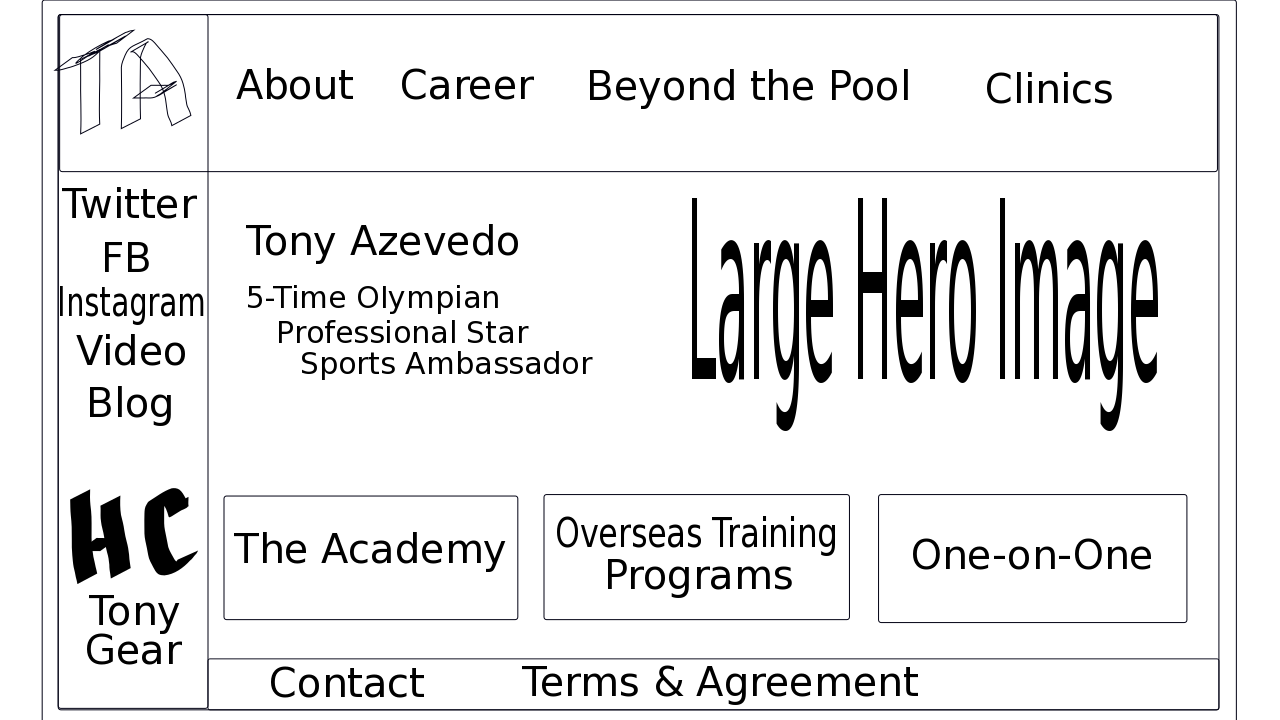 TA
About Career Beyond the Pool Clinics
Twitter
FB
Instagram
Video
Blog
HC
Tony
Gear
Tony Azevedo
5-Time Olympian
Professional Star
Sports Ambassador
Large Hero Image
The Academy
Overseas Training
Programs
One-on-One
Contact Terms & Agreement